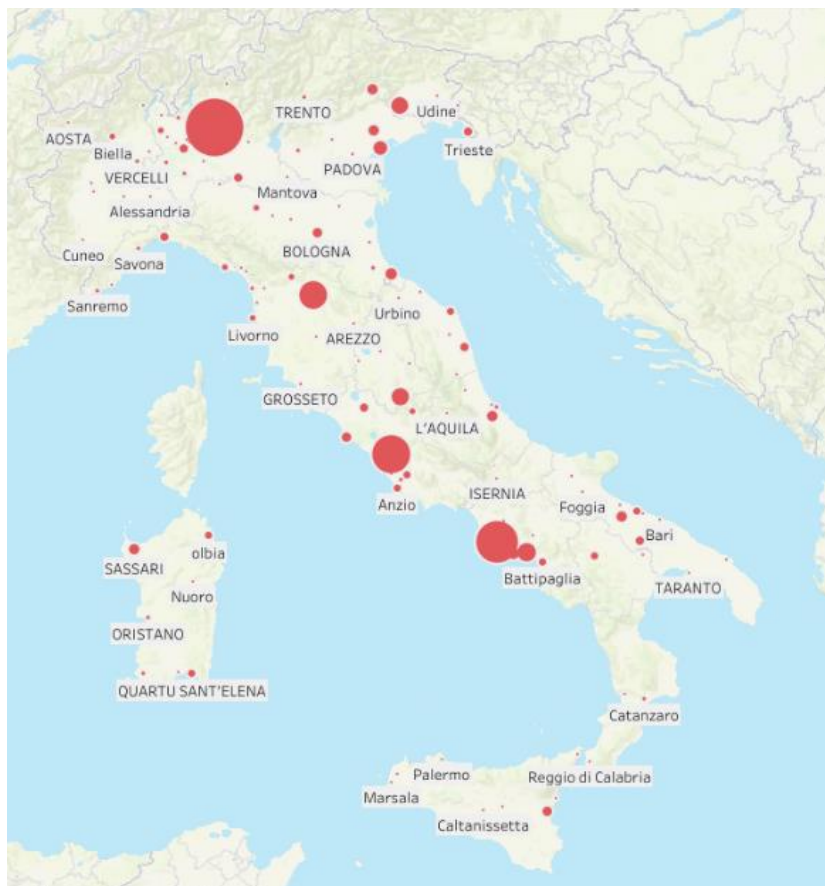 TRENTO
Udine
AOSTA
Trieste
Biella
PADOVA
VERCELLI
Mantova
Alessandria
BOLOGNA
Cuneo
Savona
Sanremo
Urbino
Livorno
AREZZO
GROSSETO
L'AQUILA
ISERNIA
Anzio
Foggia
Bari
olbia
SASSARI
Battipaglia
TARANTO
Nuoro
ORISTANO
QUARTU SANT'ELENA
Catanzaro
Palermo
Reggio di Calabria
Marsala
Caltanissetta